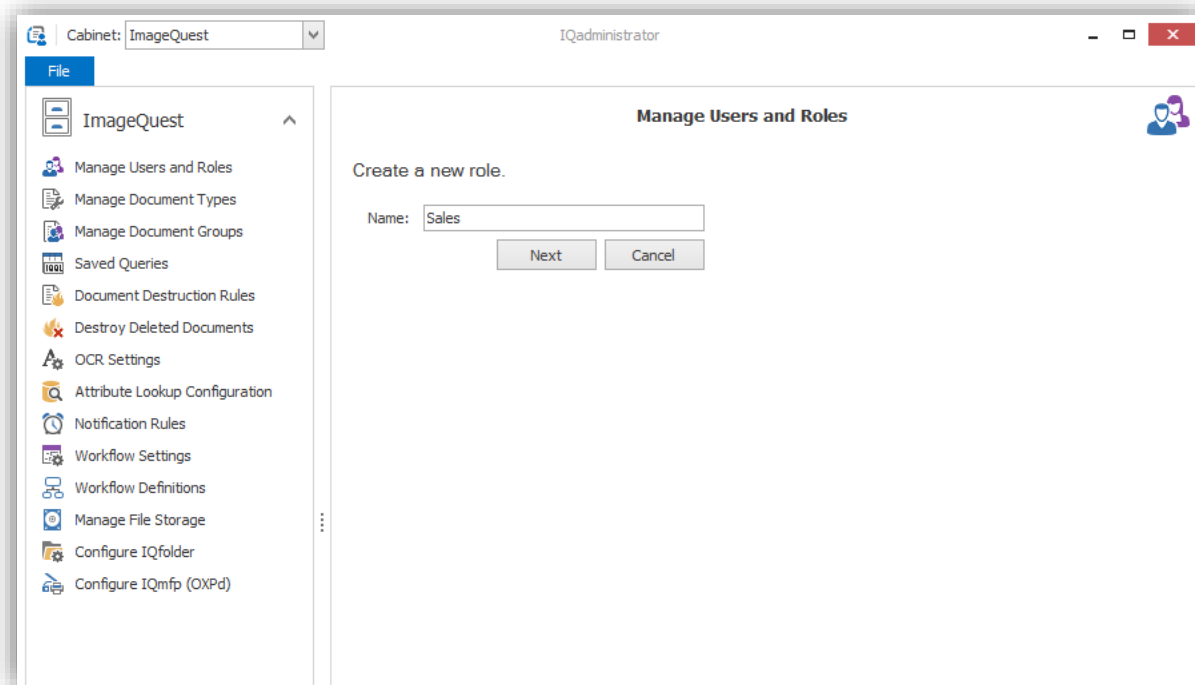 Cabinet: ImageQuest
IQadministrator
File
ImageQuest
Manage Users and Roles
Manage Document Types
Manage Document Groups
IQQL Saved Queries
Document Destruction Rules
Destroy Deleted Documents
OCR Settings
Attribute Lookup Configuration
Notification Rules
Workflow Settings
Workflow Definitions
Manage File Storage
Configure IQfolder
Configure IQmfp (OXPd)
Manage Users and Roles
Create a new role.
Name: Sales
Next Cancel